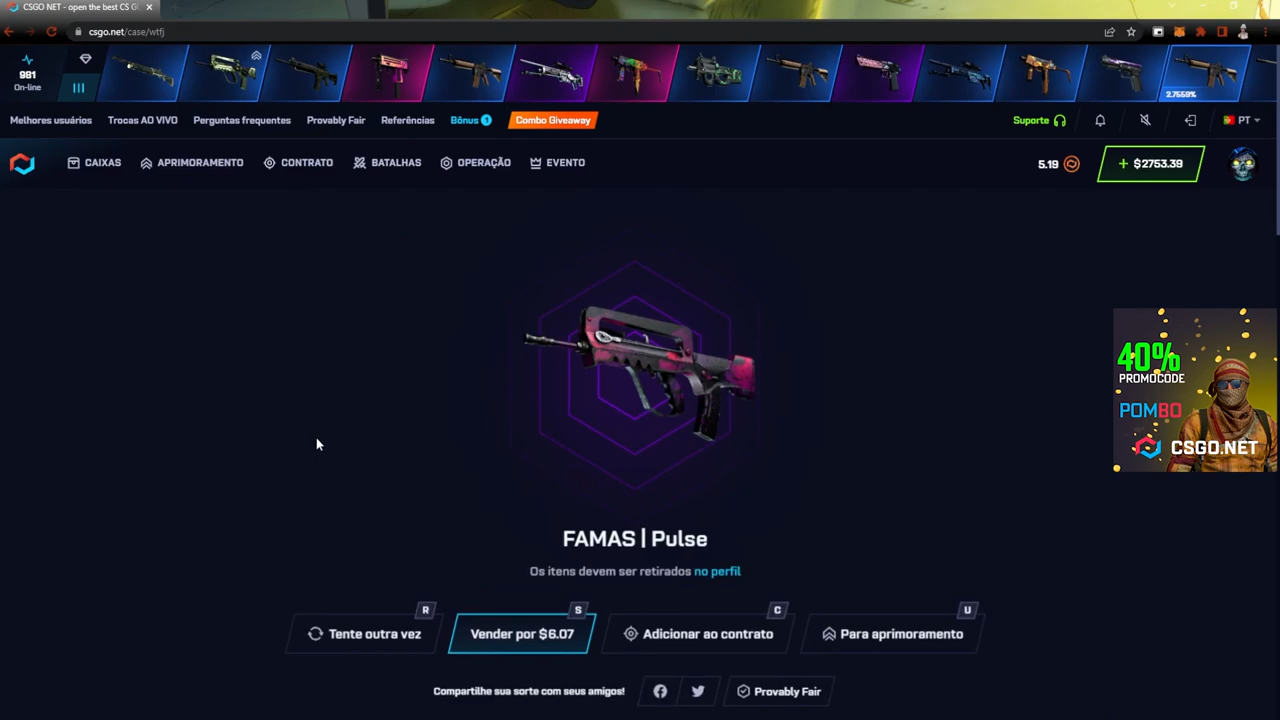 CSGO NET - open the best CS G
csgo.net/case/wtfj
981
On-line
2.7559%
Melhores usuários Trocas AO VIVO Perguntas frequentes Provably Fair Referências Bônus 1 Combo Giveaway Suporte PT
CAIXAS APRIMORAMENTO CONTRATO BATALHAS OPERAÇÃO EVENTO 5.19 + $2753.39
40%
PROMOCODE
POMBO
CSGO.NET
FAMAS | Pulse
Os itens devem ser retirados no perfil
R S C U
Tente outra vez Vender por $6.07 Adicionar ao contrato Para aprimoramento
Compartilhe sua sorte com seus amigos! Provably Fair